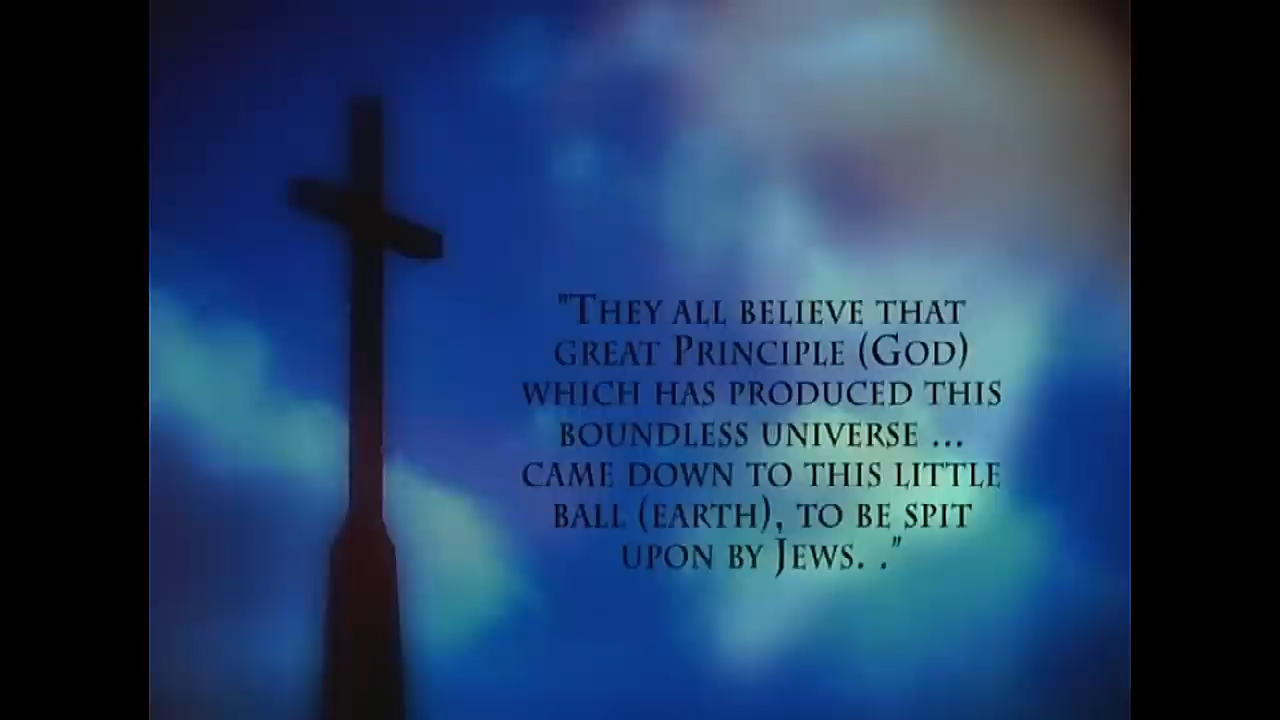 "They all believe that
great Principle (God)
which has produced this
boundless universe ...
came down to this little
ball (earth), to be spit
upon by Jews. ."